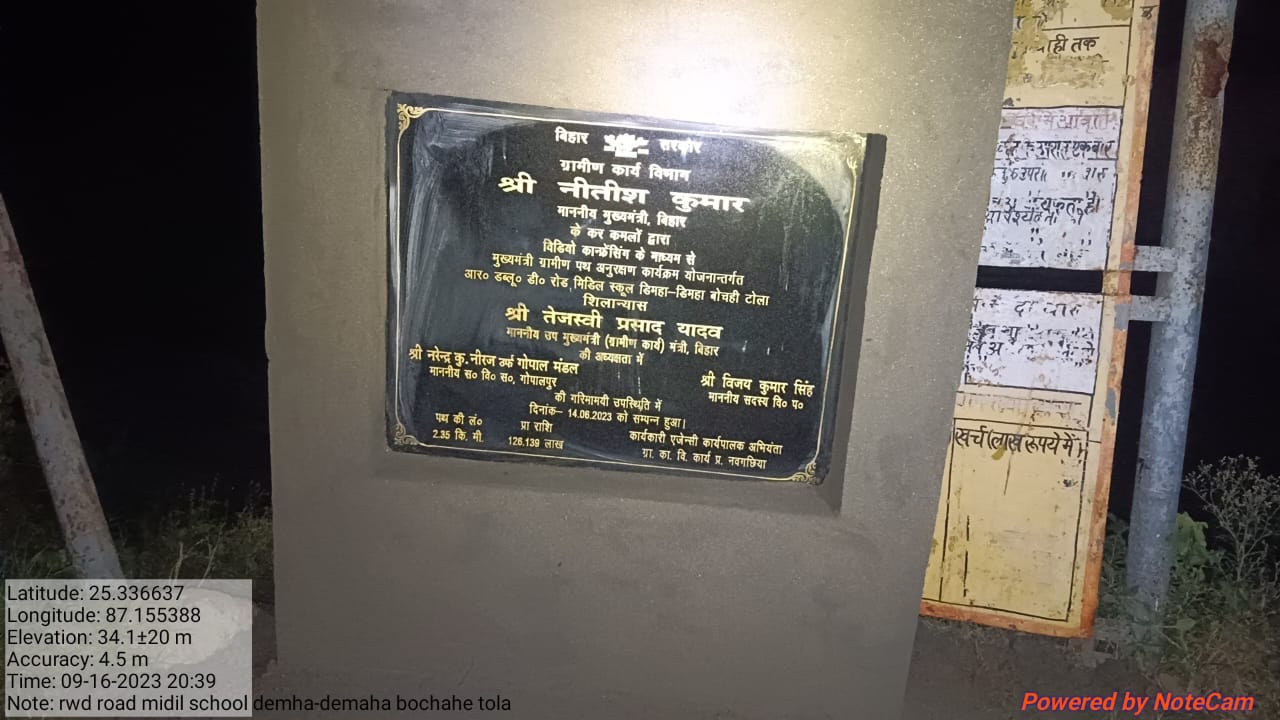 बिहार सरकार
ग्रामीण कार्य विभाग
श्री नीतीश कुमार
माननीय मुख्यमंत्री, बिहार
के कर कमलों द्वारा
विडियो कान्फ्रेंसिंग के माध्यम से
मुख्यमंत्री ग्रामीण पथ अनुरक्षण कार्यक्रम योजनान्तर्गत
आर० डब्लू० डी० रोड मिडिल स्कूल डिमहा–डिमहा बोचही टोला
शिलान्यास
श्री तेजस्वी प्रसाद यादव
माननीय उप मुख्यमंत्री (ग्रामीण कार्य) मंत्री, बिहार
की अध्यक्षता में
श्री नरेन्द्र कु. नीरज उर्फ गोपाल मंडल
माननीय स० वि० स०, गोपालपुर
श्री विजय कुमार सिंह
माननीय सदस्य वि० प०
की गरिमामयी उपस्थिति में
दिनांक– 14.06.2023 को सम्पन्न हुआ।
पथ की लं०
2.35 कि. मी.
प्रा राशि
126.139 लाख
कार्यकारी एजेन्सी कार्यपालक अभियंता
ग्रा. का. वि. कार्य प्र. नवगछिया
तक
खर्च (लाख रूपये में)
Latitude: 25.336637
Longitude: 87.155388
Elevation: 34.1±20 m
Accuracy: 4.5 m
Time: 09-16-2023 20:39
Note: rwd road midil school demha-demaha bochahe tola
Powered by NoteCam